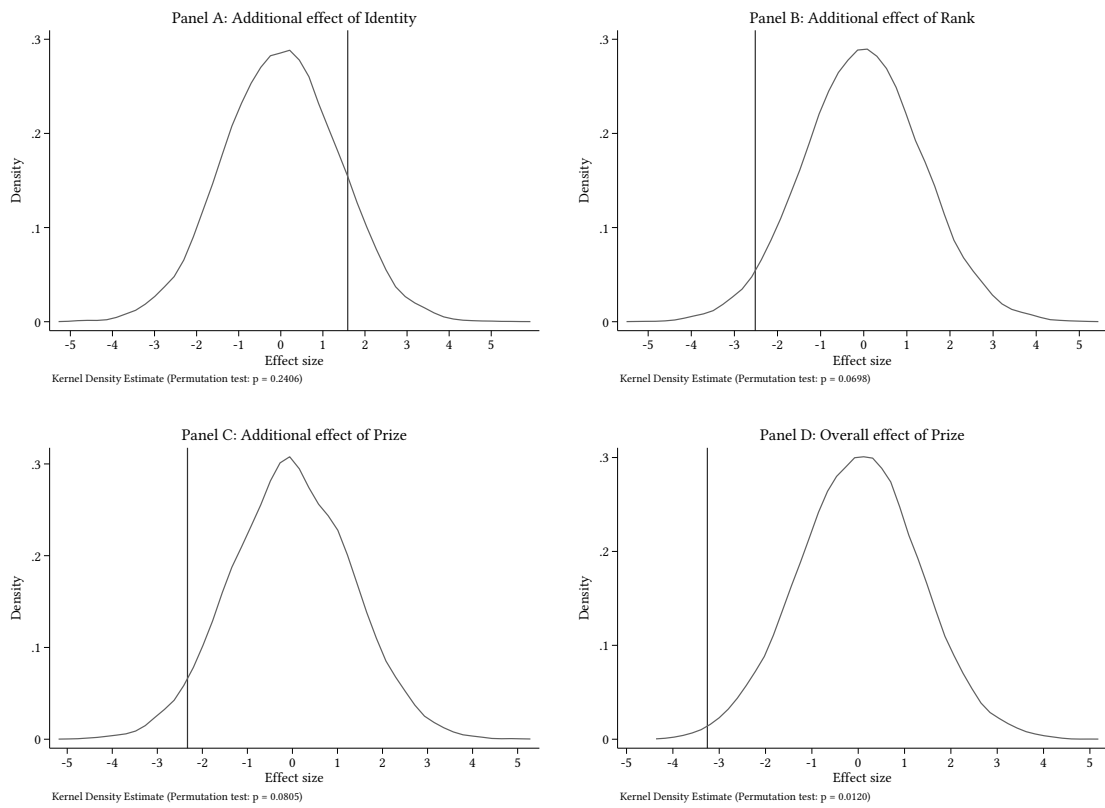 Panel A: Additional effect of Identity
.3
.2
.1
0
Density
-5 -4 -3 -2 -1 0 1 2 3 4 5
Effect size
Kernel Density Estimate (Permutation test: p = 0.2406)
Panel B: Additional effect of Rank
.3
.2
.1
0
Density
-5 -4 -3 -2 -1 0 1 2 3 4 5
Effect size
Kernel Density Estimate (Permutation test: p = 0.0698)
Panel C: Additional effect of Prize
.3
.2
.1
0
Density
-5 -4 -3 -2 -1 0 1 2 3 4 5
Effect size
Kernel Density Estimate (Permutation test: p = 0.0805)
Panel D: Overall effect of Prize
.3
.2
.1
0
Density
-5 -4 -3 -2 -1 0 1 2 3 4 5
Effect size
Kernel Density Estimate (Permutation test: p = 0.0120)